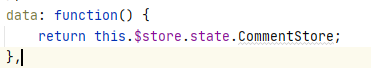 data: function() {
    return this.$store.state.CommentStore;
},